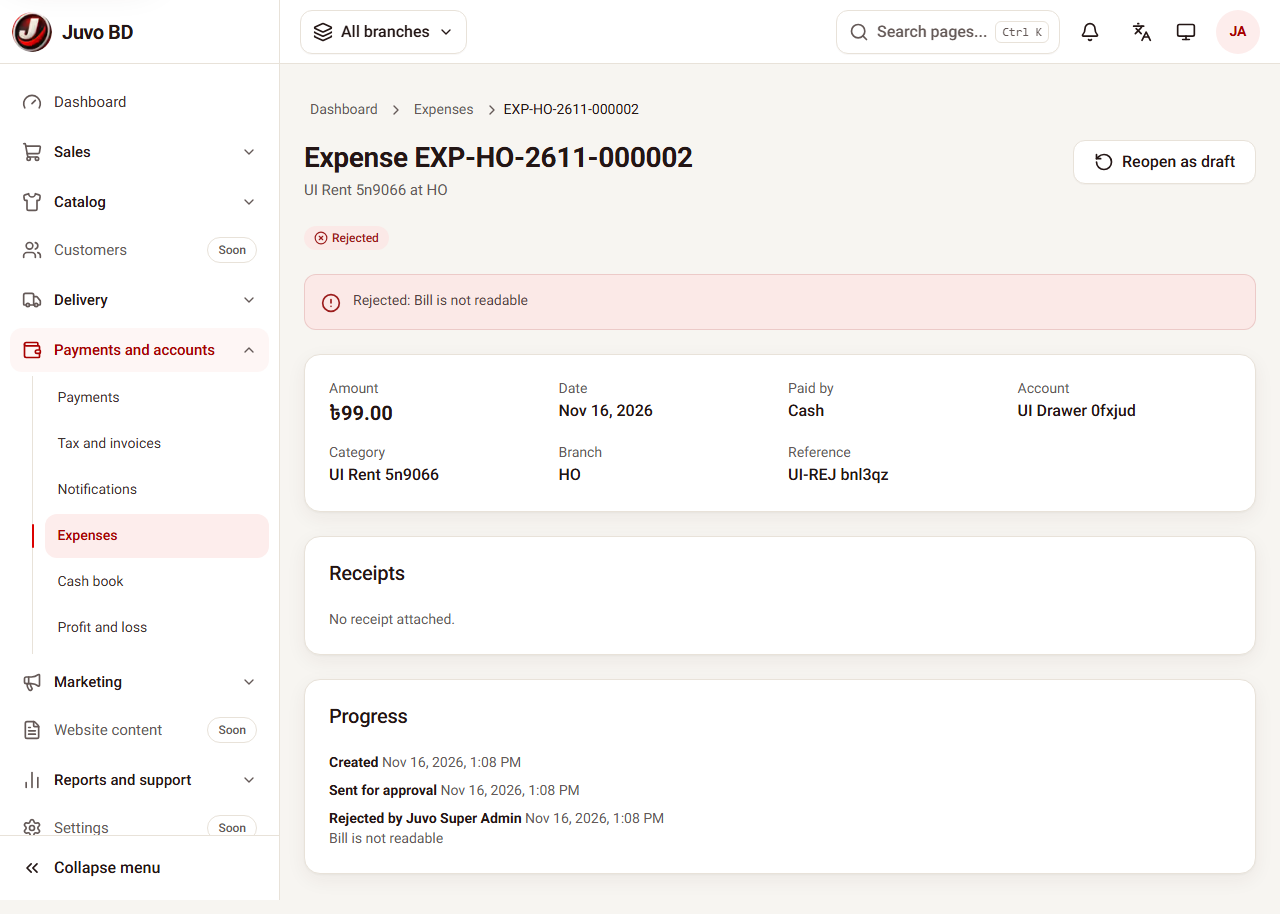 Juvo BD
All branches
Search pages... Ctrl K
JA
Dashboard
Sales
Catalog
Customers Soon
Delivery
Payments and accounts
Payments
Tax and invoices
Notifications
Expenses
Cash book
Profit and loss
Marketing
Website content Soon
Reports and support
Settings Soon
Collapse menu
Dashboard > Expenses > EXP-HO-2611-000002
Expense EXP-HO-2611-000002
Reopen as draft
UI Rent 5n9066 at HO
Rejected
Rejected: Bill is not readable
Amount Date Paid by Account
৳99.00 Nov 16, 2026 Cash UI Drawer 0fxjud
Category Branch Reference
UI Rent 5n9066 HO UI-REJ bnl3qz
Receipts
No receipt attached.
Progress
Created Nov 16, 2026, 1:08 PM
Sent for approval Nov 16, 2026, 1:08 PM
Rejected by Juvo Super Admin Nov 16, 2026, 1:08 PM
Bill is not readable